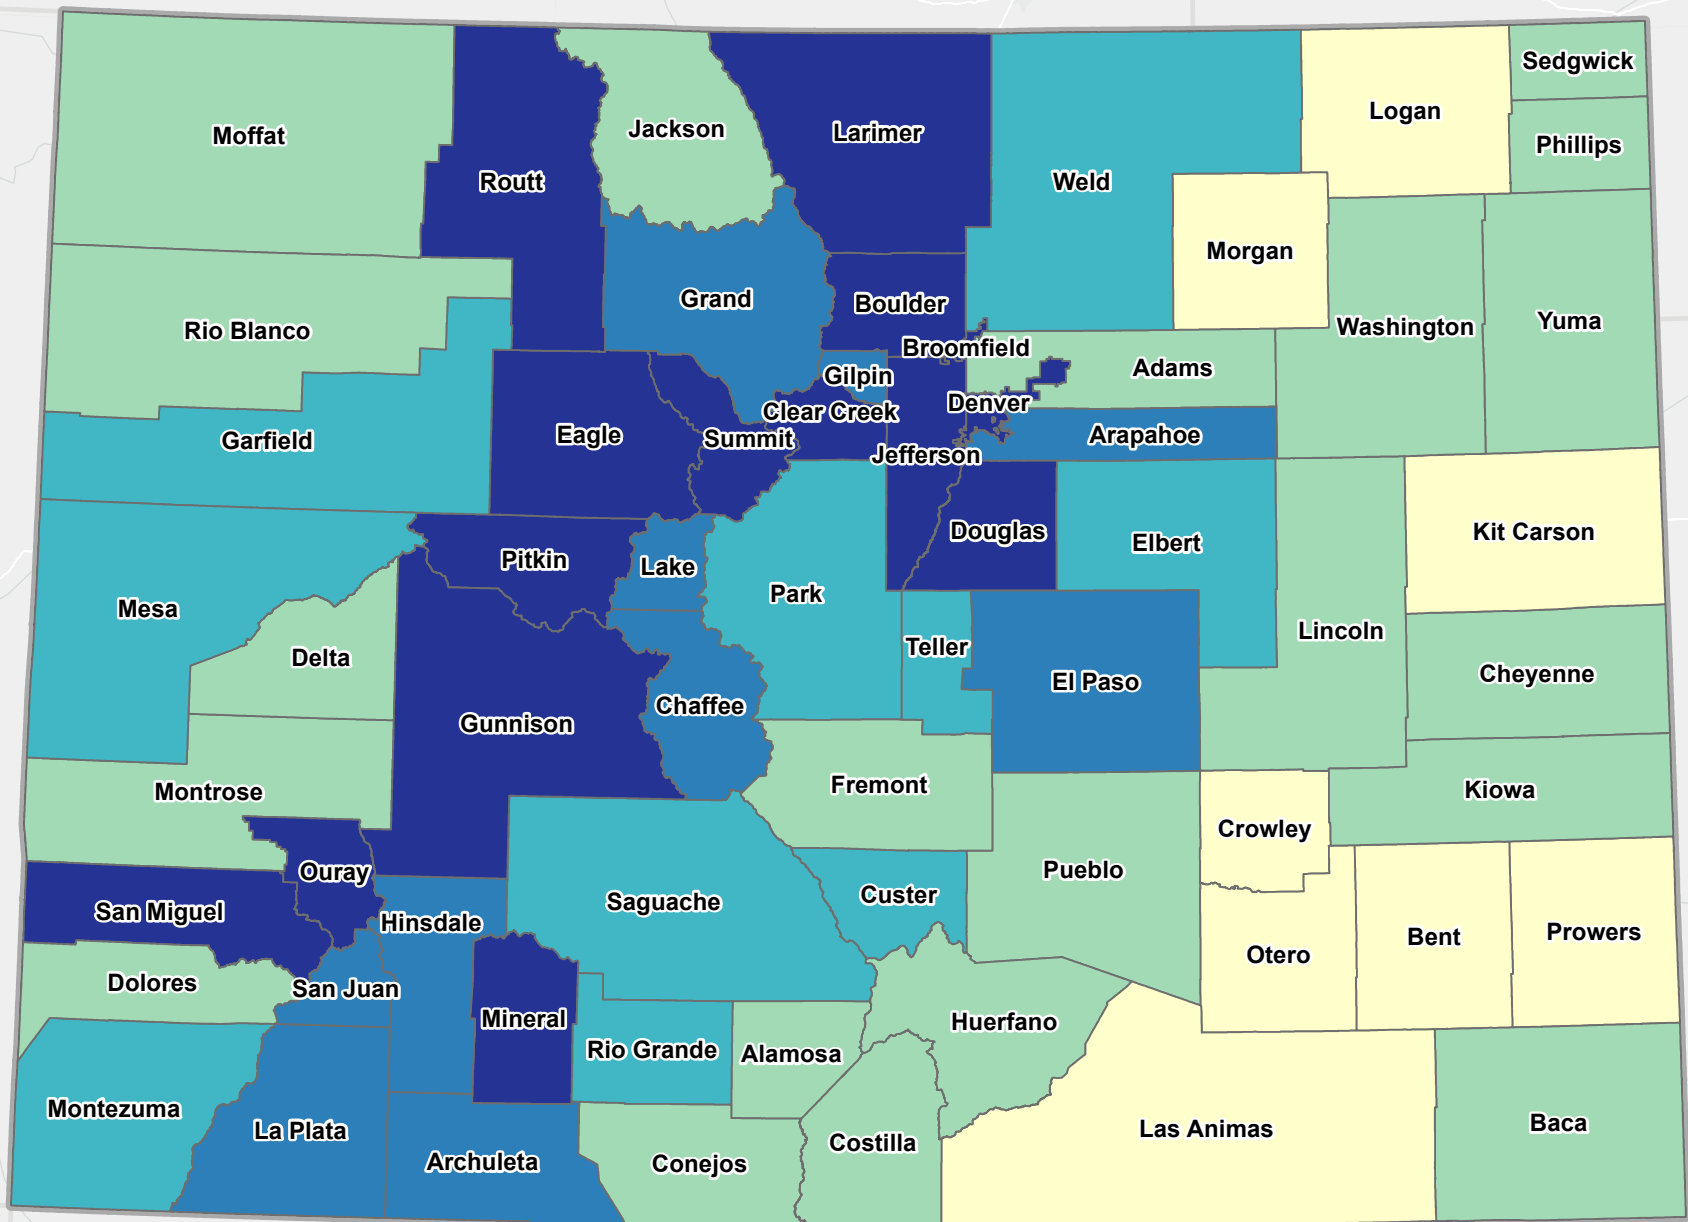 Sedgwick
Logan
Jackson
Larimer
Moffat
Phillips
Routt
Weld
Morgan
Grand
Boulder
Rio Blanco
Washington
Yuma
Broomfield
Gilpin
Adams
Clear Creek
Denver
Garfield
Eagle
Summit
Arapahoe
Jefferson
Douglas
Kit Carson
Elbert
Pitkin
Lake
Park
Mesa
Lincoln
Teller
Delta
Cheyenne
El Paso
Chaffee
Gunnison
Montrose
Fremont
Kiowa
Crowley
Ouray
Pueblo
San Miguel
Saguache
Custer
Hinsdale
Bent
Prowers
Otero
Dolores
San Juan
Mineral
Huerfano
Rio Grande
Alamosa
Montezuma
La Plata
Las Animas
Baca
Costilla
Archuleta
Conejos